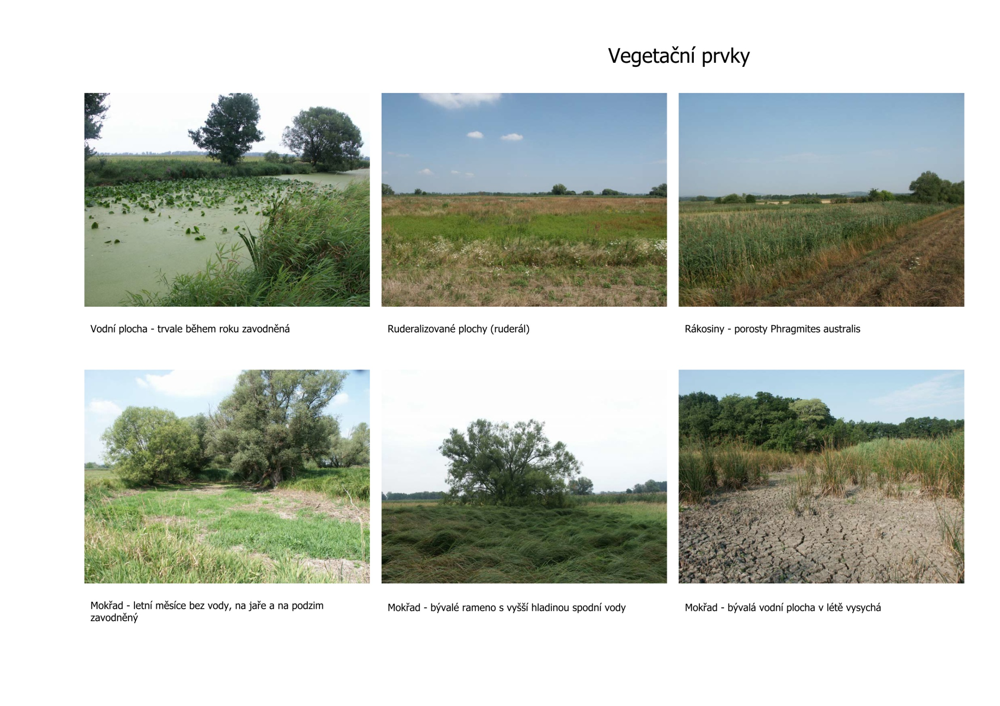 Vegetační prvky
Vodní plocha - trvale během roku zavodněná
Ruderalizované plochy (ruderál)
Rákosiny - porosty Phragmites australis
Mokřad - letní měsíce bez vody, na jaře a na podzim
zavodněný
Mokřad - bývalé rameno s vyšší hladinou spodní vody
Mokřad - bývalá vodní plocha v létě vysychá